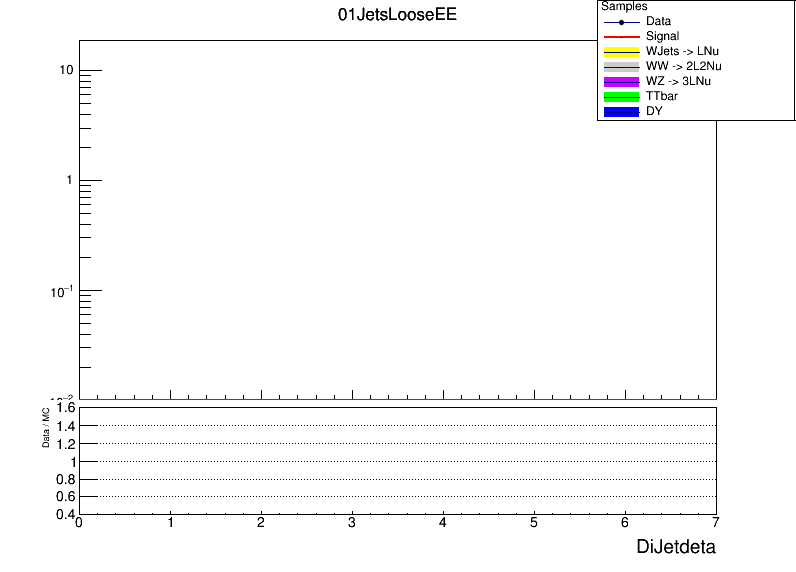 01JetsLooseEE
Samples
Data
Signal
WJets -> LNu
WW -> 2L2Nu
WZ -> 3LNu
TTbar
DY
10
1
10⁻¹
Data / MC
1.6
1.4
1.2
1
0.8
0.6
0.4
0 1 2 3 4 5 6 7
DiJetdeta